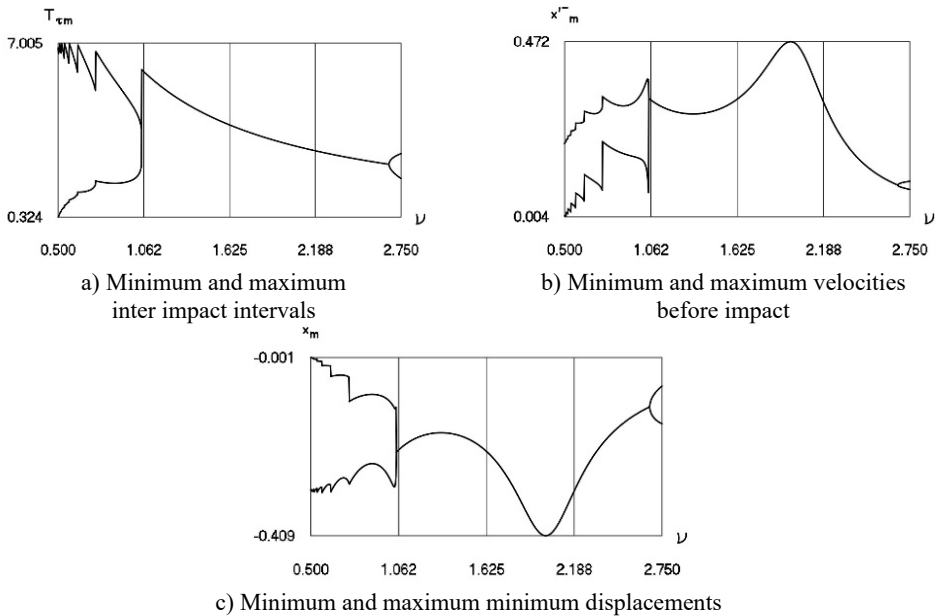 T τm
7.005
0.324
ν
0.500 1.062 1.625 2.188 2.750
a) Minimum and maximum
inter impact intervals
x'⁻ m
0.472
0.004
ν
0.500 1.062 1.625 2.188 2.750
b) Minimum and maximum velocities
before impact
x m
-0.001
-0.409
ν
0.500 1.062 1.625 2.188 2.750
c) Minimum and maximum minimum displacements